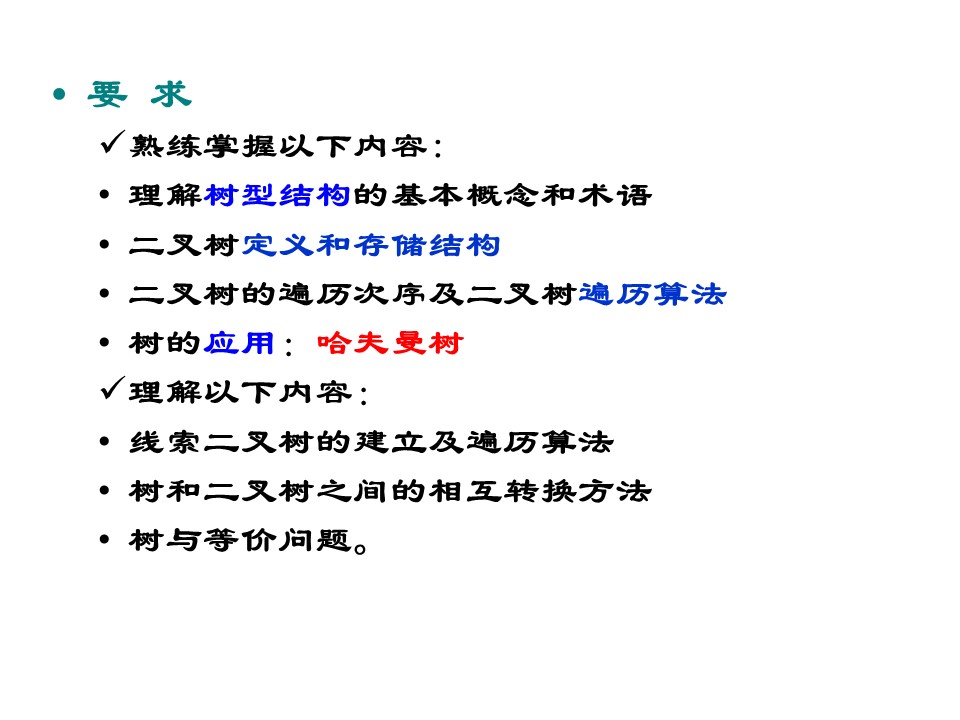 • 要 求
✓熟练掌握以下内容：
• 理解树型结构的基本概念和术语
• 二叉树定义和存储结构
• 二叉树的遍历次序及二叉树遍历算法
• 树的应用：哈夫曼树
✓理解以下内容：
• 线索二叉树的建立及遍历算法
• 树和二叉树之间的相互转换方法
• 树与等价问题。